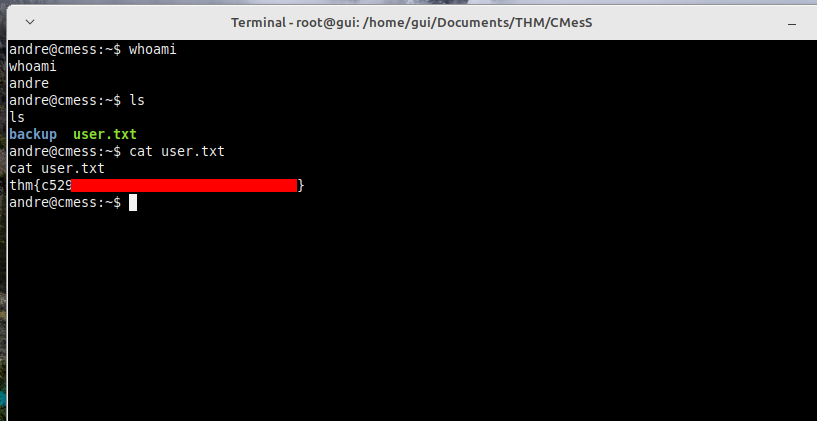 Terminal - root@gui: /home/gui/Documents/THM/CMesS
andre@cmess:~$ whoami
whoami
andre
andre@cmess:~$ ls
ls
backup  user.txt
andre@cmess:~$ cat user.txt
cat user.txt
thm{c529}
andre@cmess:~$